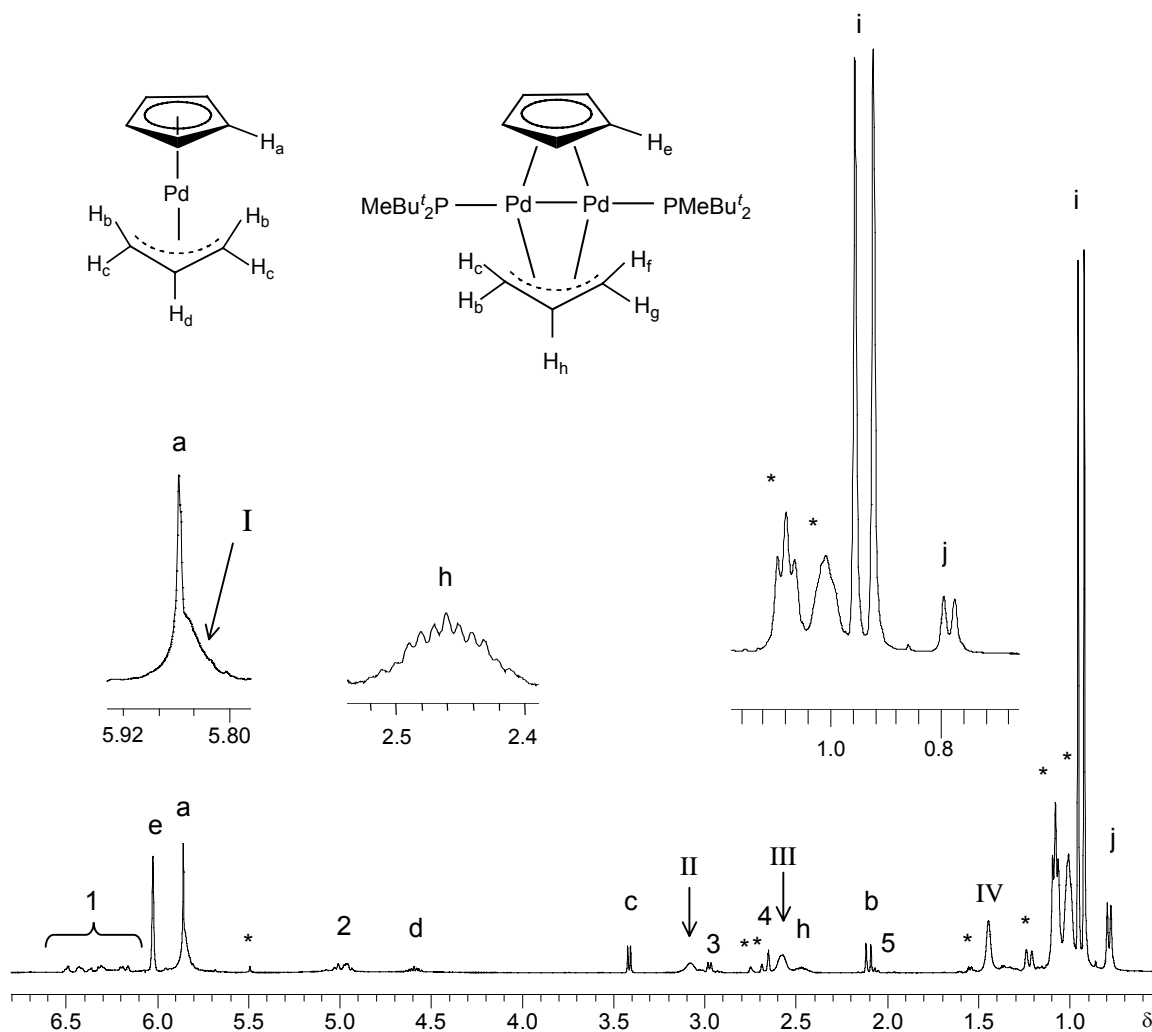 i
H_a
H_e
Pd
MeBu^t_2P
Pd
Pd
PMeBu^t_2
i
H_b
H_b
H_c
H_c
H_c
H_f
H_b
H_g
H_d
H_h
a
I
*
*
h
j
5.92
5.80
2.5
2.4
1.0
0.8
*
*
e
a
j
II
III
IV
1
c
4
b
*
2
d
3
* *
h
5
*
*
6.5
6.0
5.5
5.0
4.5
4.0
3.5
3.0
2.5
2.0
1.5
1.0
δ